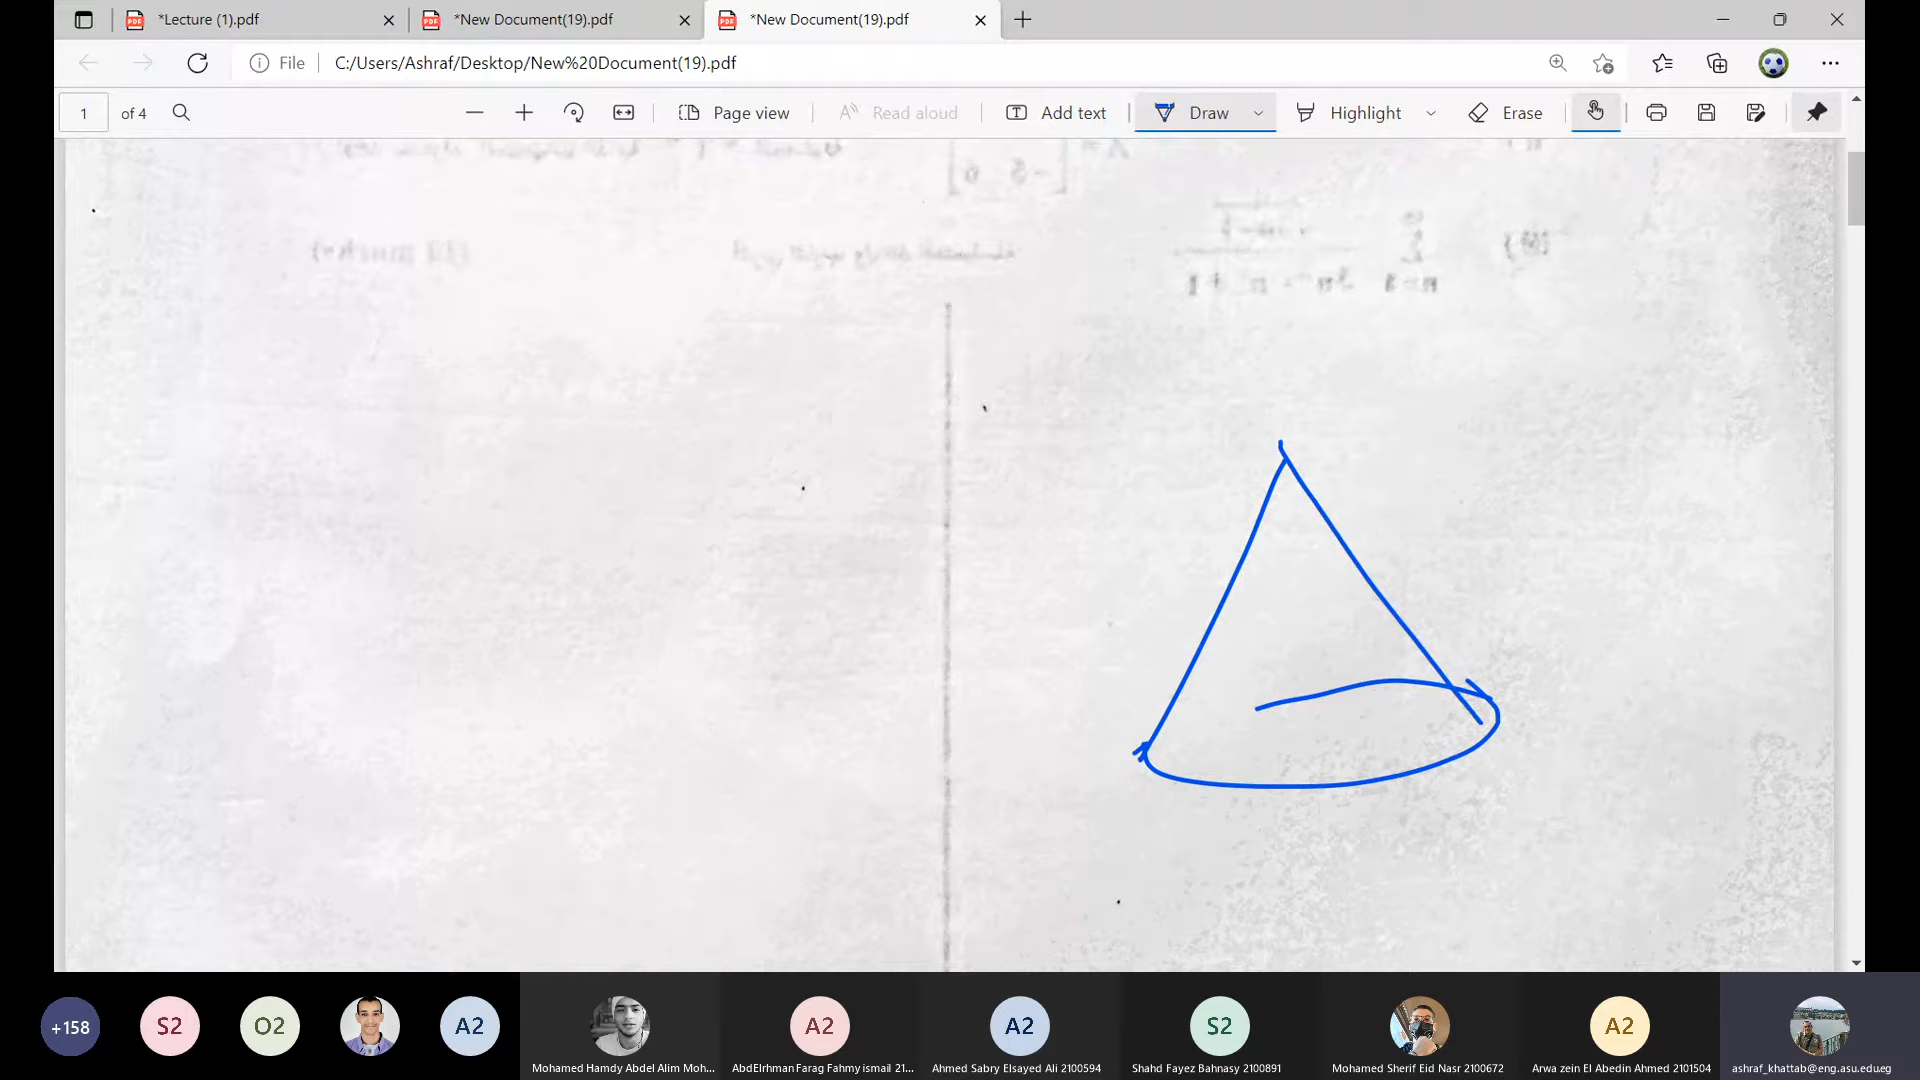 *Lecture (1).pdf
*New Document(19).pdf
*New Document(19).pdf
File
C:/Users/Ashraf/Desktop/New%20Document(19).pdf
1 of 4
Page view
Read aloud
Add text
Draw
Highlight
Erase
+158
S2
O2
A2
A2
A2
S2
A2
Mohamed Hamdy Abdel Alim Moh...
AbdElrhman Farag Fahmy ismail 21...
Ahmed Sabry Elsayed Ali 2100594
Shahd Fayez Bahnasy 2100891
Mohamed Sherif Eid Nasr 2100672
Arwa zein El Abedin Ahmed 2101504
ashraf_khattab@eng.asu.edu.eg